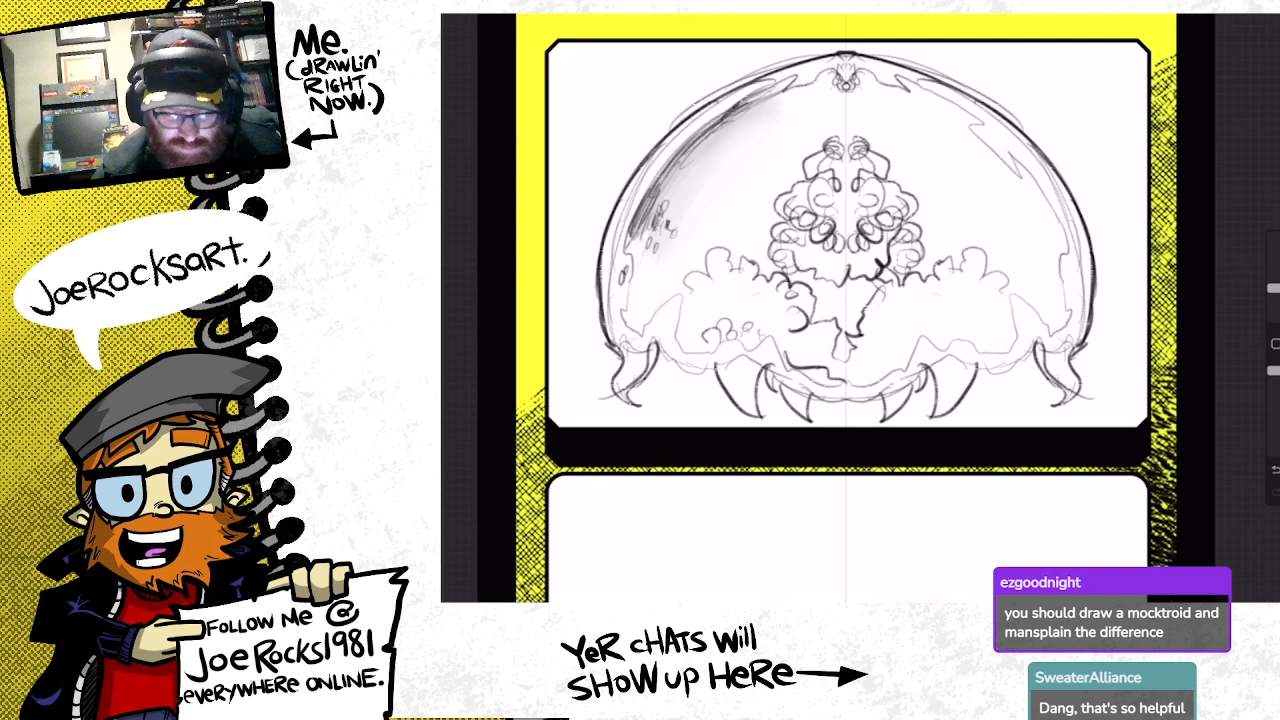 Me.
(dRAWLin'
RIGHT
NOW.)
JOEROCKSART.
FOLLOW Me @
JoeRocks1981
everywhere online.
YeR cHATS Will
SHOW up HeRe
ezgoodnight
you should draw a mocktroid and
mansplain the difference
SweaterAlliance
Dang, that's so helpful